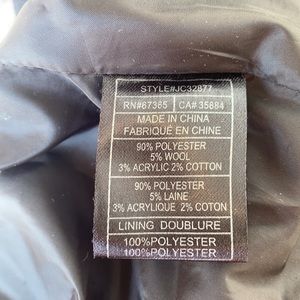 STYLE#JC32877
RN#67365 CA# 35884
MADE IN CHINA
FABRIQUÉ EN CHINE
90% POLYESTER
5% WOOL
3% ACRYLIC 2% COTTON
90% POLYESTER
5% LAINE
3% ACRYLIQUE 2% COTON
LINING DOUBLURE
100%POLYESTER
100%POLYESTER